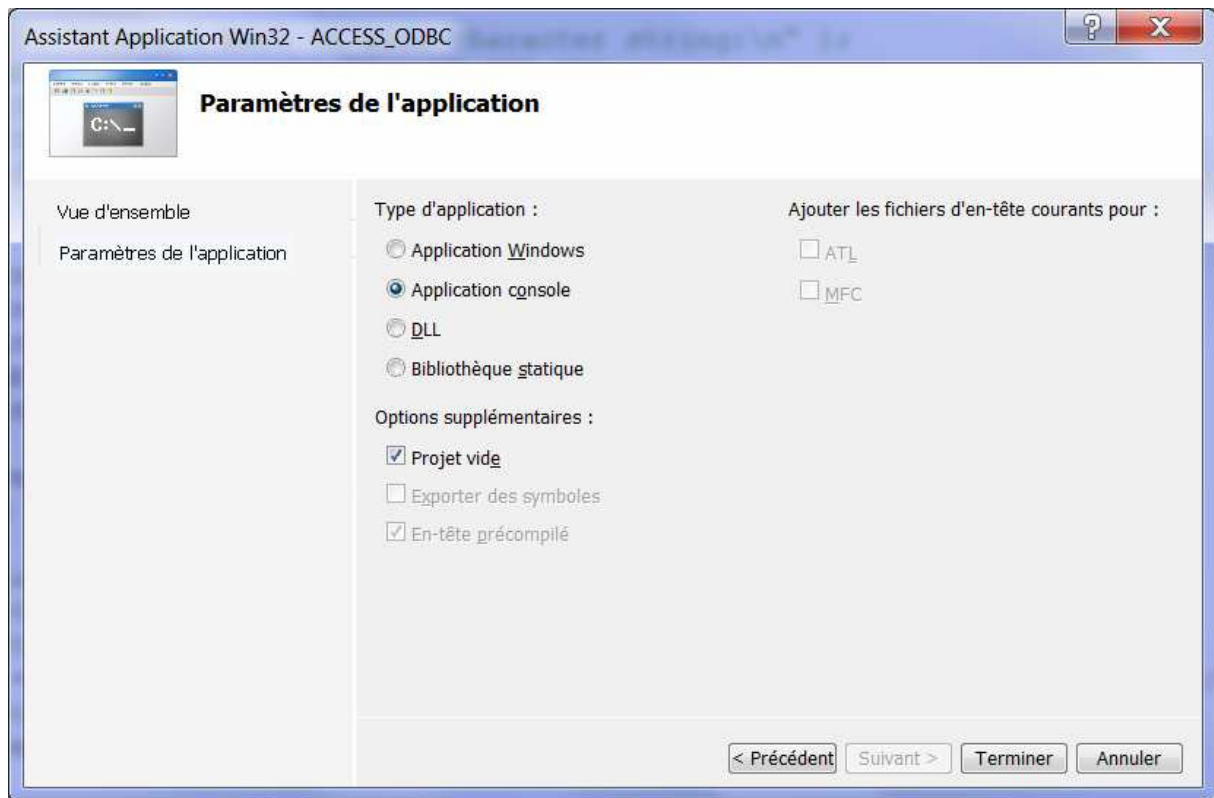 Assistant Application Win32 - ACCESS_ODBC
Paramètres de l'application
C:\_
Vue d'ensemble
Paramètres de l'application
Type d'application :
Application Windows
Application console
DLL
Bibliothèque statique
Options supplémentaires :
Projet vide
Exporter des symboles
En-tête précompilé
Ajouter les fichiers d'en-tête courants pour :
ATL
MFC
< Précédent
Suivant >
Terminer
Annuler